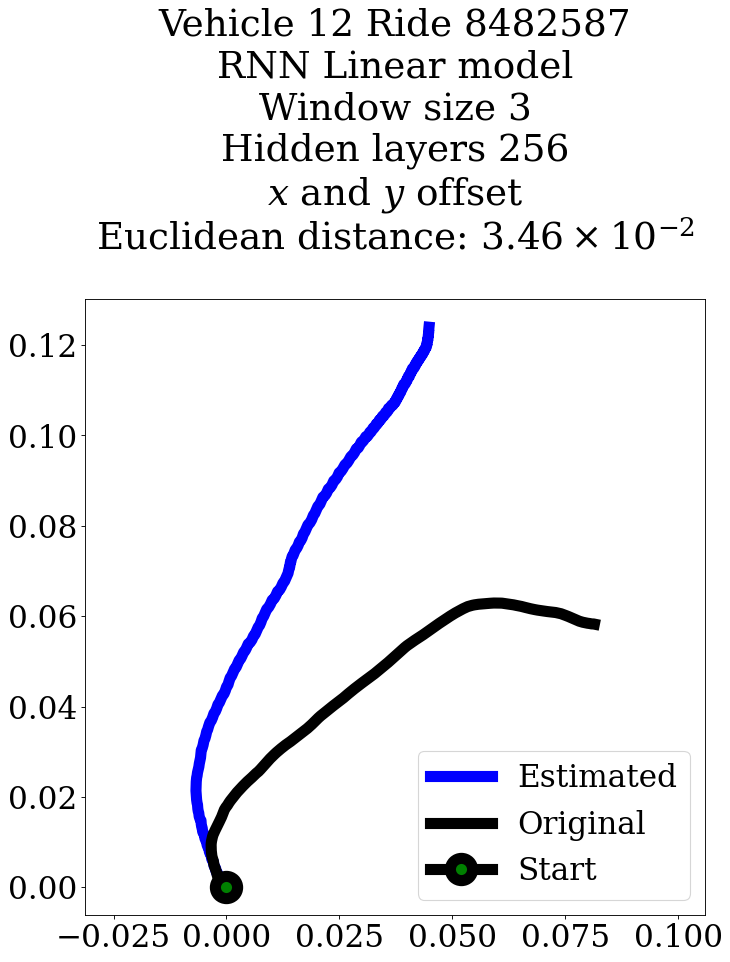 Vehicle 12 Ride 8482587
RNN Linear model
Window size 3
Hidden layers 256
x and y offset
Euclidean distance: 3.46 × 10⁻²
0.12
0.10
0.08
0.06
0.04
0.02
0.00
Estimated
Original
Start
−0.025 0.000 0.025 0.050 0.075 0.100